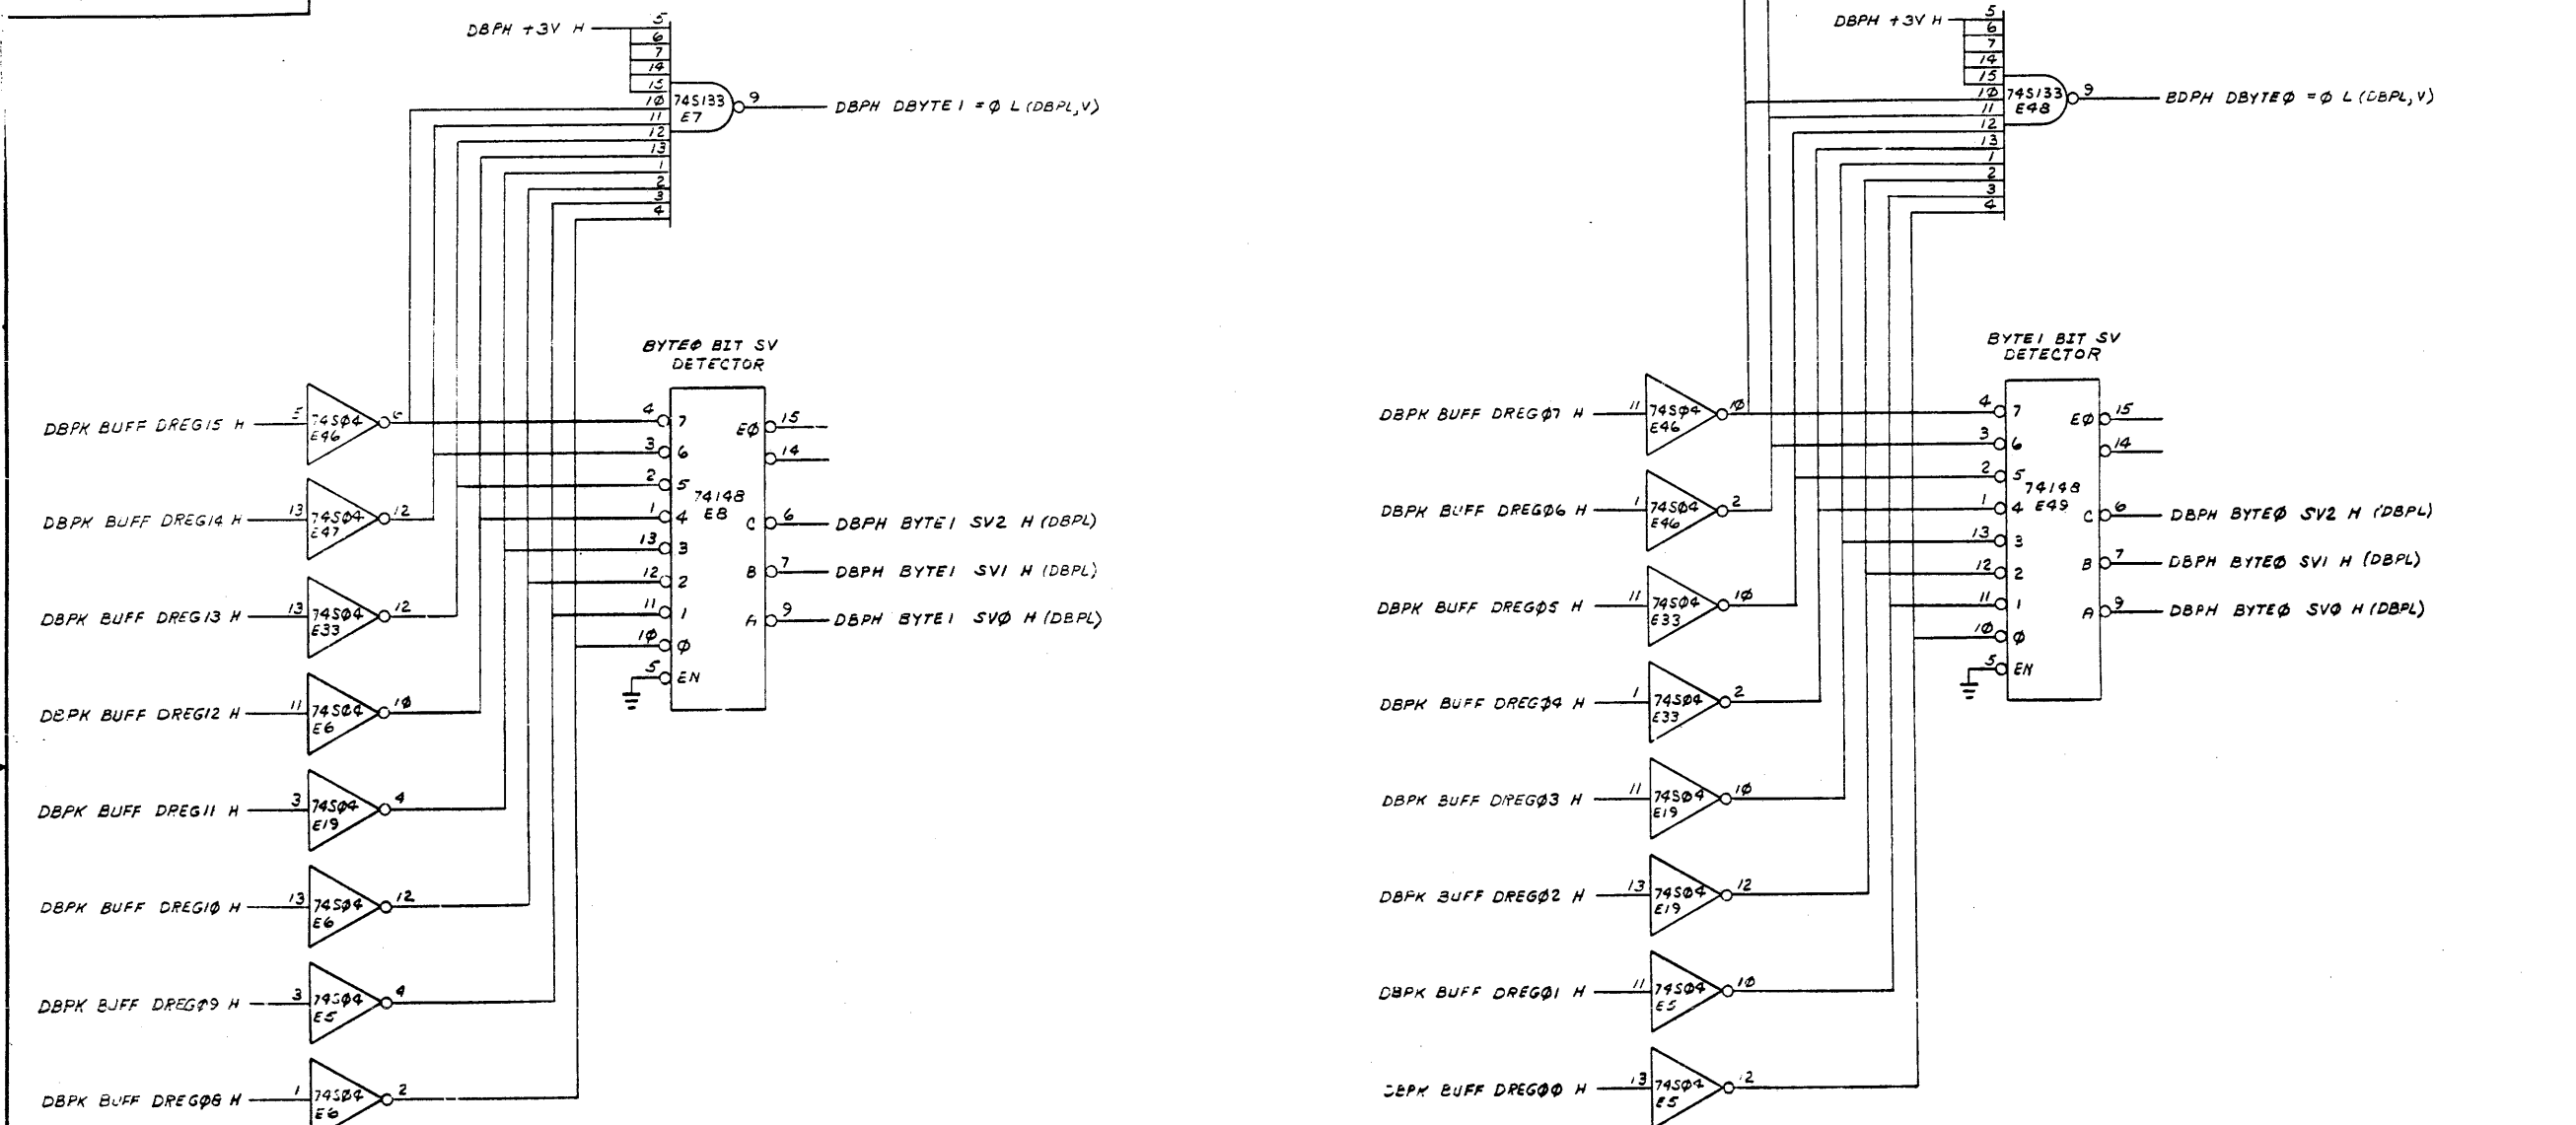 DBPH +3V H
5
6
7
14
15
10
11
12
13
1
2
3
4
74S133
E7
9
DBPH DBYTE1 = Ø L (DBPL,V)
BYTEØ BIT SV
DETECTOR
DBPK BUFF DREG15 H
74SØ4
E46
DBPK BUFF DREG14 H
13
74SØ4
E47
12
DBPK BUFF DREG13 H
13
74SØ4
E33
12
DBPK BUFF DREG12 H
11
74SØ4
E6
1Ø
DBPK BUFF DREG11 H
3
74SØ4
E19
4
DBPK BUFF DREG1Ø H
13
74SØ4
E6
12
DBPK BUFF DREGØ9 H
3
74SØ4
E5
4
DBPK BUFF DREGØ8 H
1
74SØ4
E6
2
4 7
3 6
2 5
1 4
13 3
12 2
11 1
1Ø Ø
5 EN
74148
E8
EØ 15
14
C 6 DBPH BYTE1 SV2 H (DBPL)
B 7 DBPH BYTE1 SV1 H (DBPL)
A 9 DBPH BYTE1 SVØ H (DBPL)
DBPH +3V H
5
6
7
14
15
1Ø
11
12
13
1
2
3
4
74S133
E48
9
BDPH DBYTEØ = Ø L (DBPL,V)
BYTE1 BIT SV
DETECTOR
DBPK BUFF DREGØ7 H
11
74SØ4
E46
1Ø
DBPK BUFF DREGØ6 H
1
74SØ4
E46
2
DBPK BUFF DREGØ5 H
11
74SØ4
E33
1Ø
DBPK BUFF DREGØ4 H
1
74SØ4
E33
2
DBPK BUFF DREGØ3 H
11
74SØ4
E19
1Ø
DBPK BUFF DREGØ2 H
13
74SØ4
E19
12
DBPK BUFF DREGØ1 H
11
74SØ4
E5
1Ø
DBPK BUFF DREGØØ H
13
74SØ4
E5
12
4 7
3 6
2 5
1 4
13 3
12 2
11 1
1Ø Ø
5 EN
74148
E49
EØ 15
14
C 6 DBPH BYTEØ SV2 H (DBPL)
B 7 DBPH BYTEØ SV1 H (DBPL)
A 9 DBPH BYTEØ SVØ H (DBPL)